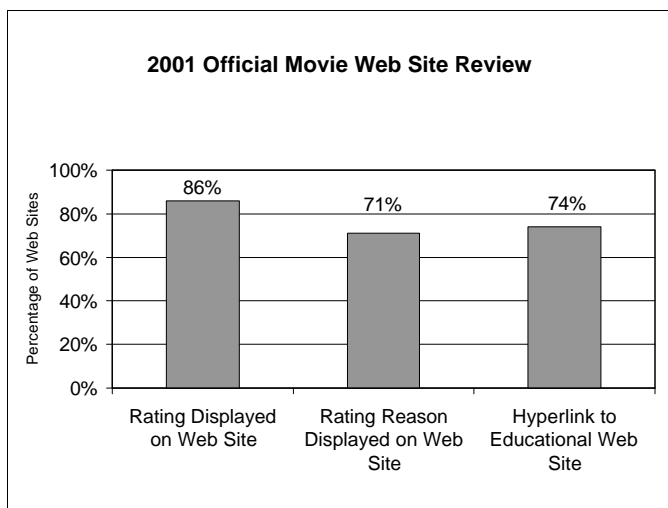 2001 Official Movie Web Site Review
Percentage of Web Sites
100%
80%
60%
40%
20%
0%
86%
71%
74%
Rating Displayed
on Web Site
Rating Reason
Displayed on Web
Site
Hyperlink to
Educational Web
Site